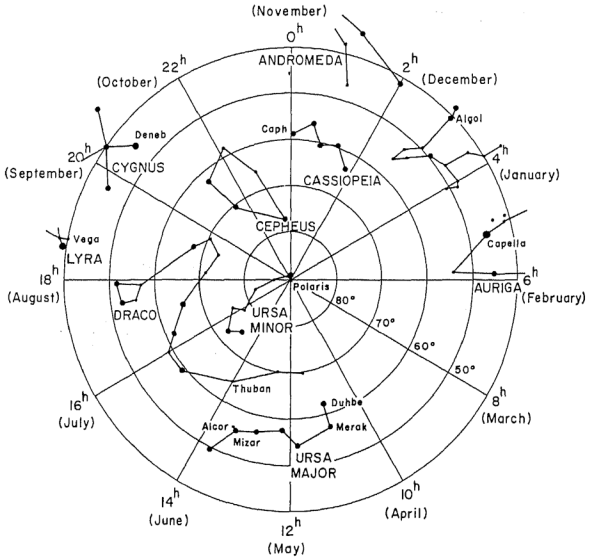 (November)
0h
ANDROMEDA
22h
2h
(October)
(December)
Algol
Caph
Deneb
20h
CYGNUS
4h
(September)
CASSIOPEIA
(January)
CEPHEUS
Vega
LYRA
Capella
18h
Polaris
6h
AURIGA
(August)
(February)
80°
DRACO
URSA
MINOR
70°
60°
50°
Thuban
Duhbe
16h
8h
(July)
Alcor
Merak
(March)
Mizar
URSA
MAJOR
14h
10h
(June)
(April)
12h
(May)